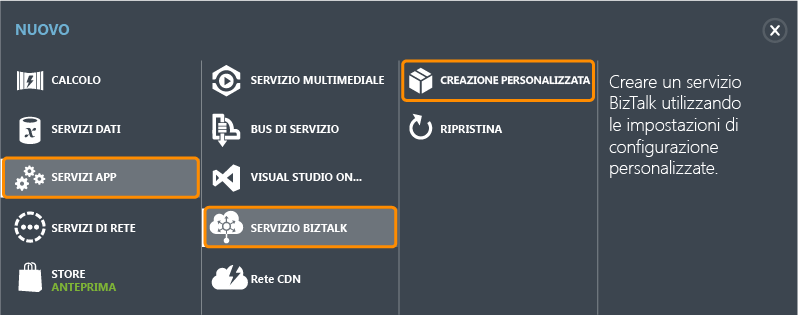 NUOVO
CALCOLO
SERVIZI DATI
SERVIZI APP
SERVIZI DI RETE
STORE
ANTEPRIMA
SERVIZIO MULTIMEDIALE
BUS DI SERVIZIO
VISUAL STUDIO ON...
SERVIZIO BIZTALK
Rete CDN
CREAZIONE PERSONALIZZATA
RIPRISTINA
Creare un servizio
BizTalk utilizzando
le impostazioni di
configurazione
personalizzate.